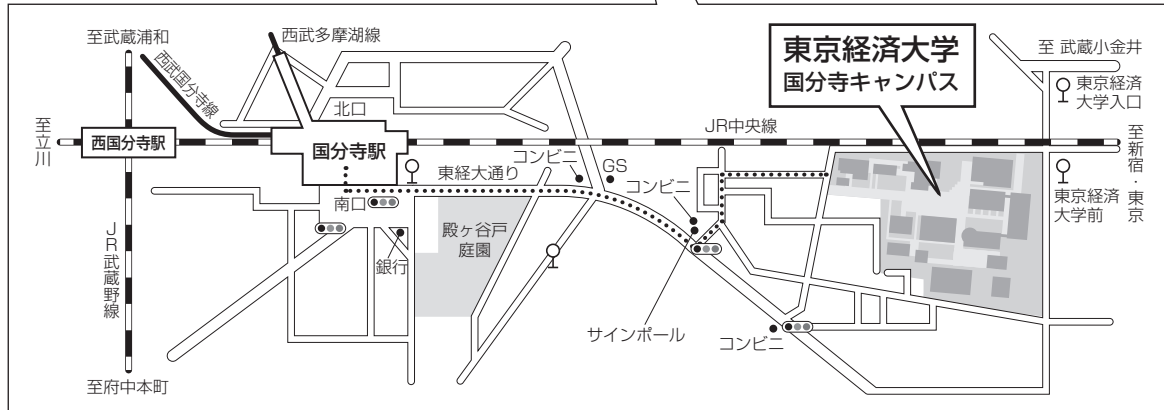 至武蔵浦和
西武多摩湖線
西武国分寺線
北口
東京経済大学
国分寺キャンパス
至 武蔵小金井
東京経済
大学入口
至立川
西国分寺駅
国分寺駅
JR中央線
至新宿・東京
東経大通り
コンビニ
GS
コンビニ
東京経済
大学前
南口
銀行
殿ヶ谷戸
庭園
JR武蔵野線
サインポール
コンビニ
至府中本町